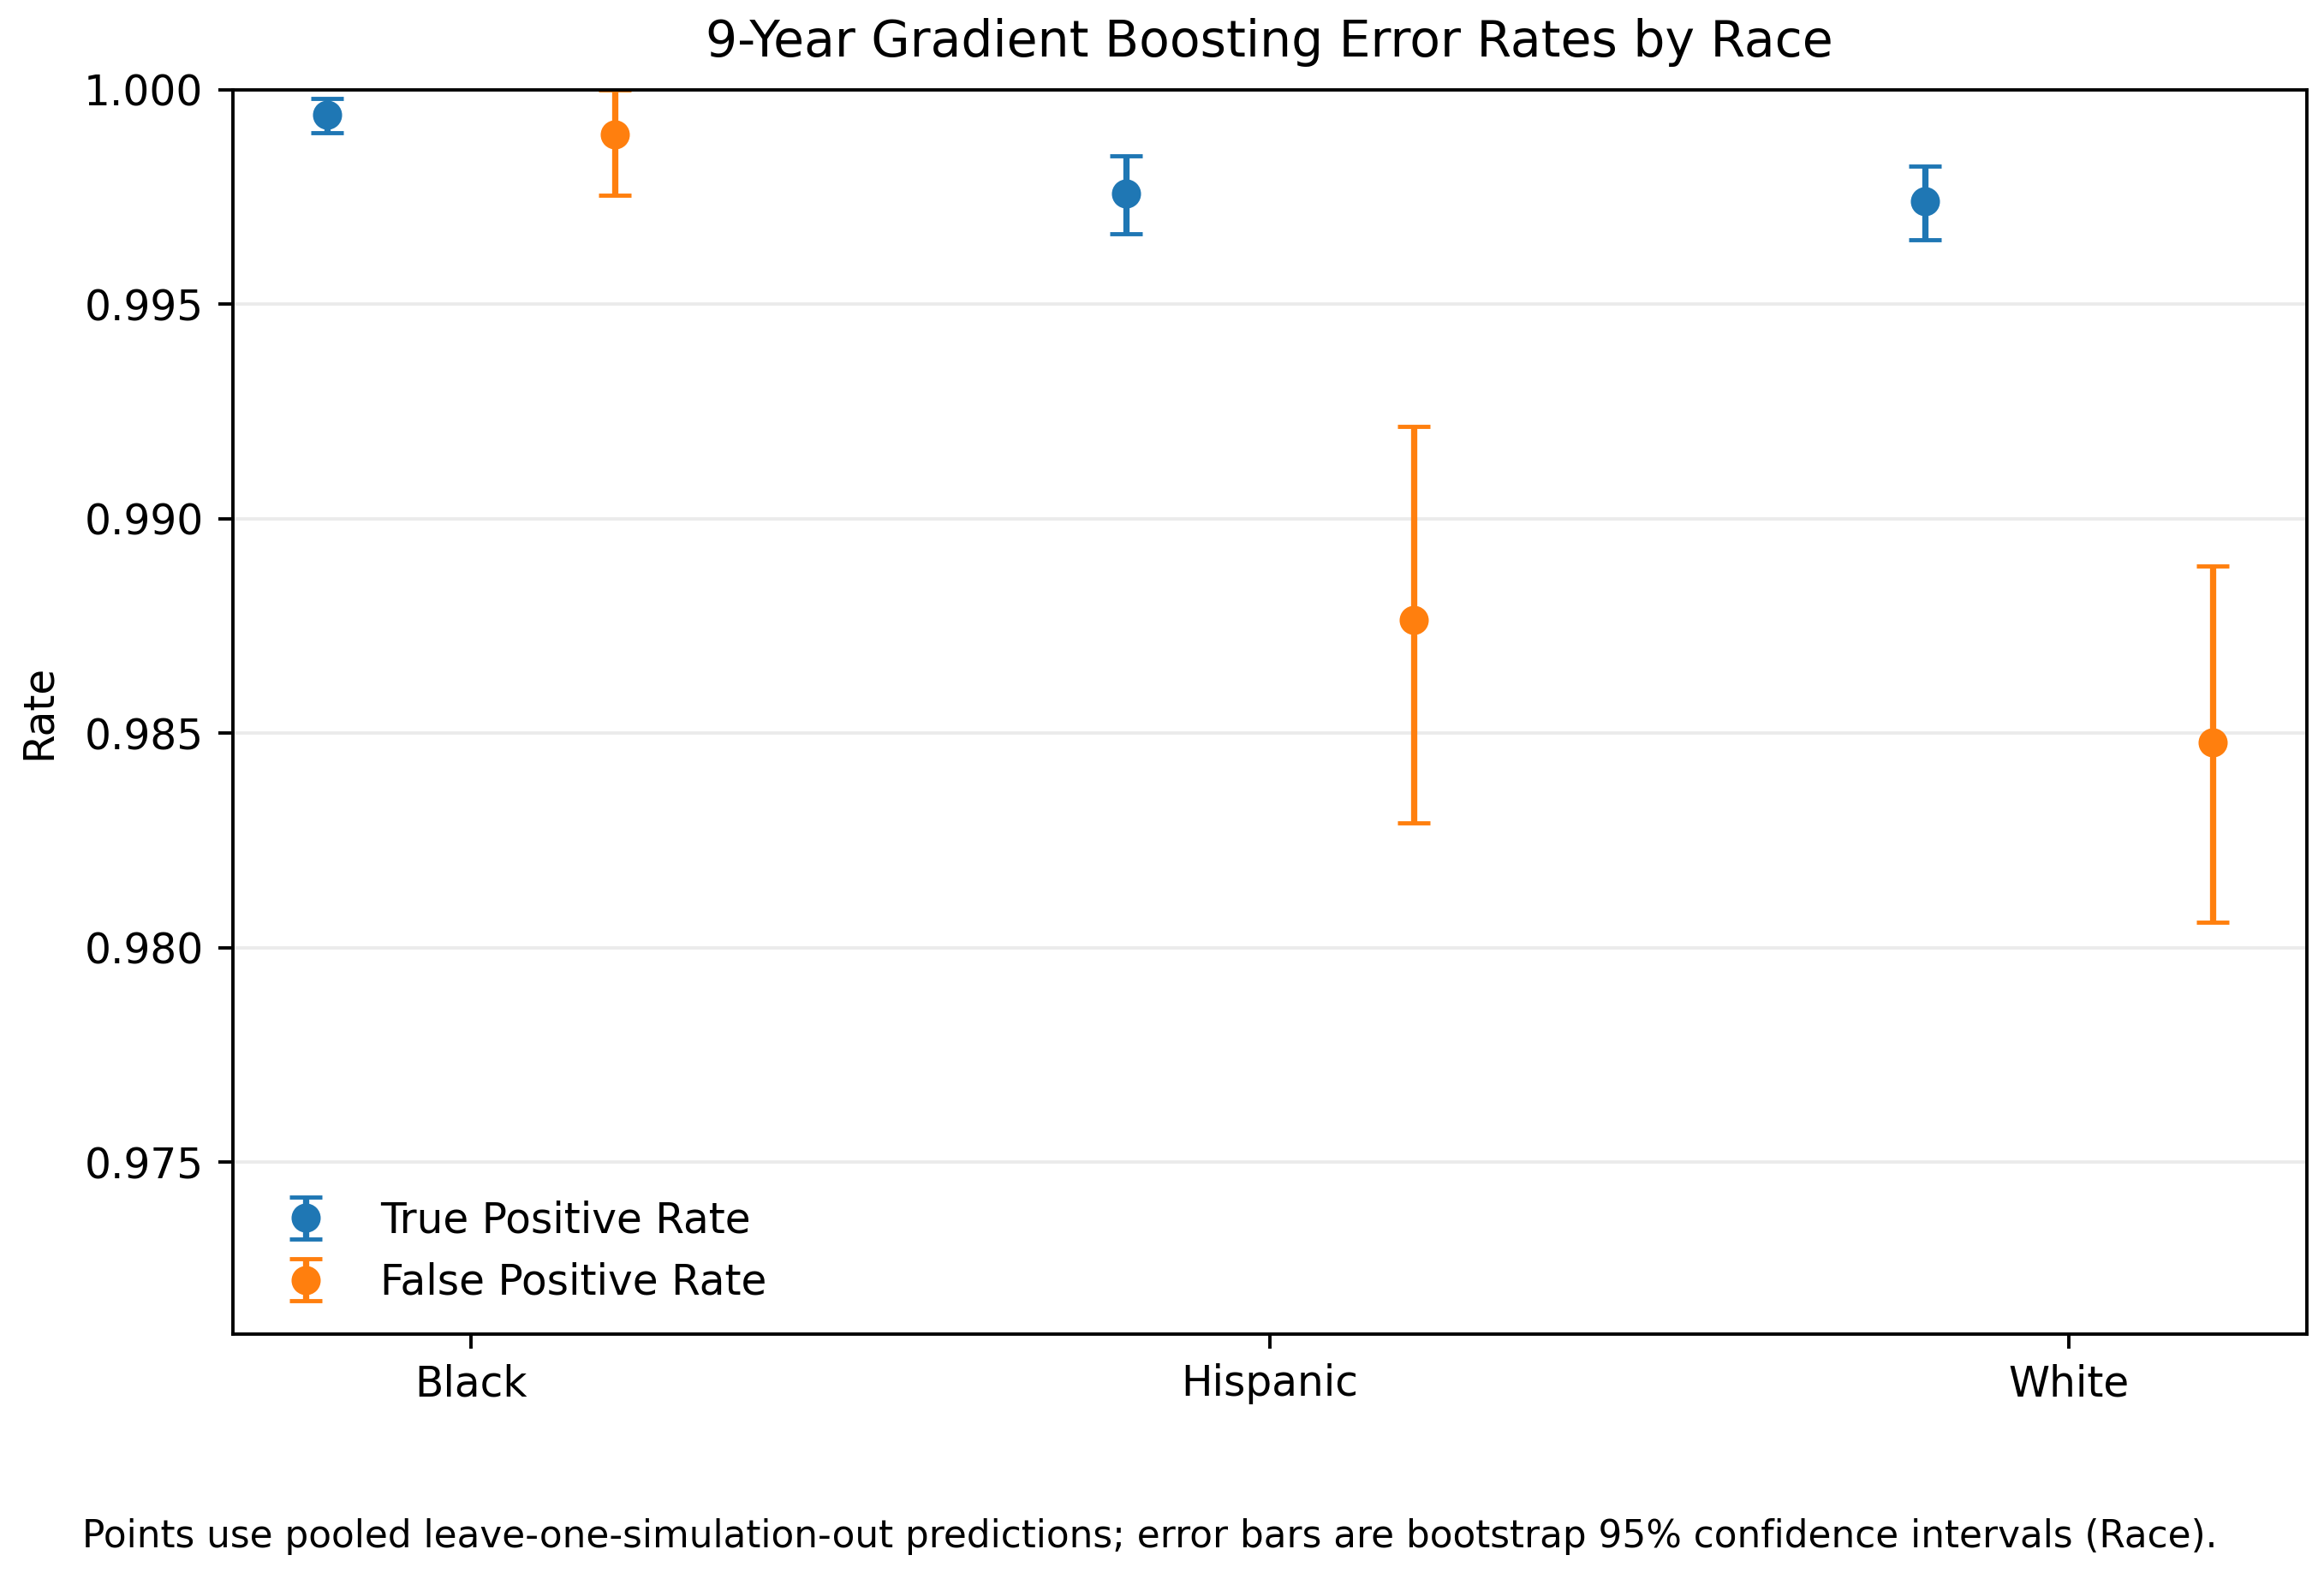 9-Year Gradient Boosting Error Rates by Race
1.000
0.995
0.990
0.985
0.980
0.975
Rate
True Positive Rate
False Positive Rate
Black
Hispanic
White
Points use pooled leave-one-simulation-out predictions; error bars are bootstrap 95% confidence intervals (Race).